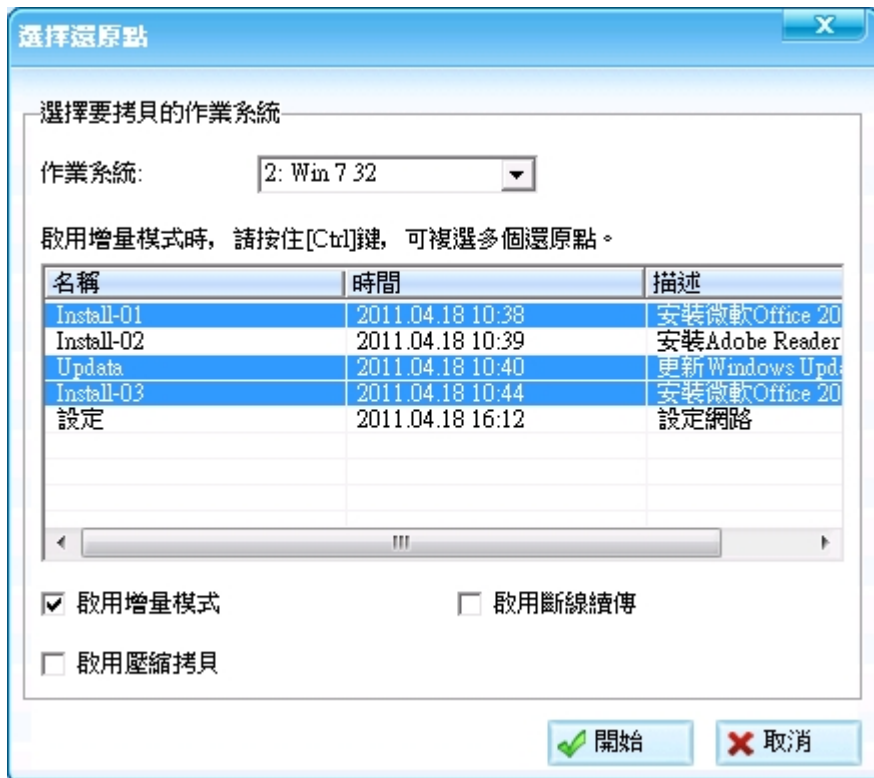 選擇還原點
選擇要拷貝的作業系統
作業系統: 2: Win 7 32
啟用增量模式時, 請按住[Ctrl]鍵, 可複選多個還原點。
名稱 時間 描述
Install-01 2011.04.18 10:38 安裝微軟Office 20
Install-02 2011.04.18 10:39 安裝Adobe Reader
Updata 2011.04.18 10:40 更新Windows Upda
Install-03 2011.04.18 10:44 安裝微軟Office 20
設定 2011.04.18 16:12 設定網路
啟用增量模式 啟用斷線續傳
啟用壓縮拷貝
開始 取消